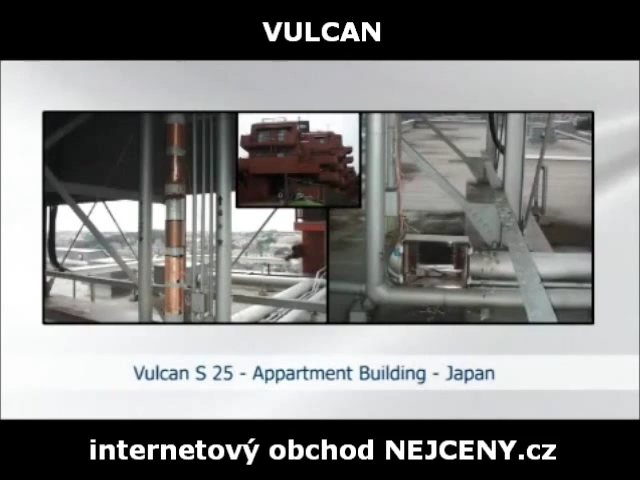 VULCAN
Vulcan S 25 - Appartment Building - Japan
internetový obchod NEJCENY.cz